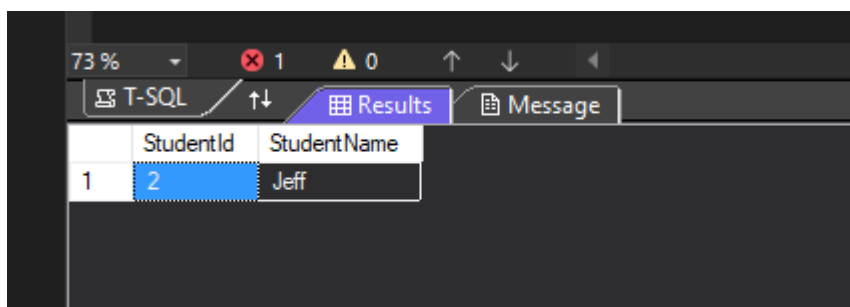 73 % 1 0
T-SQL Results Message
StudentId StudentName
1 2 Jeff